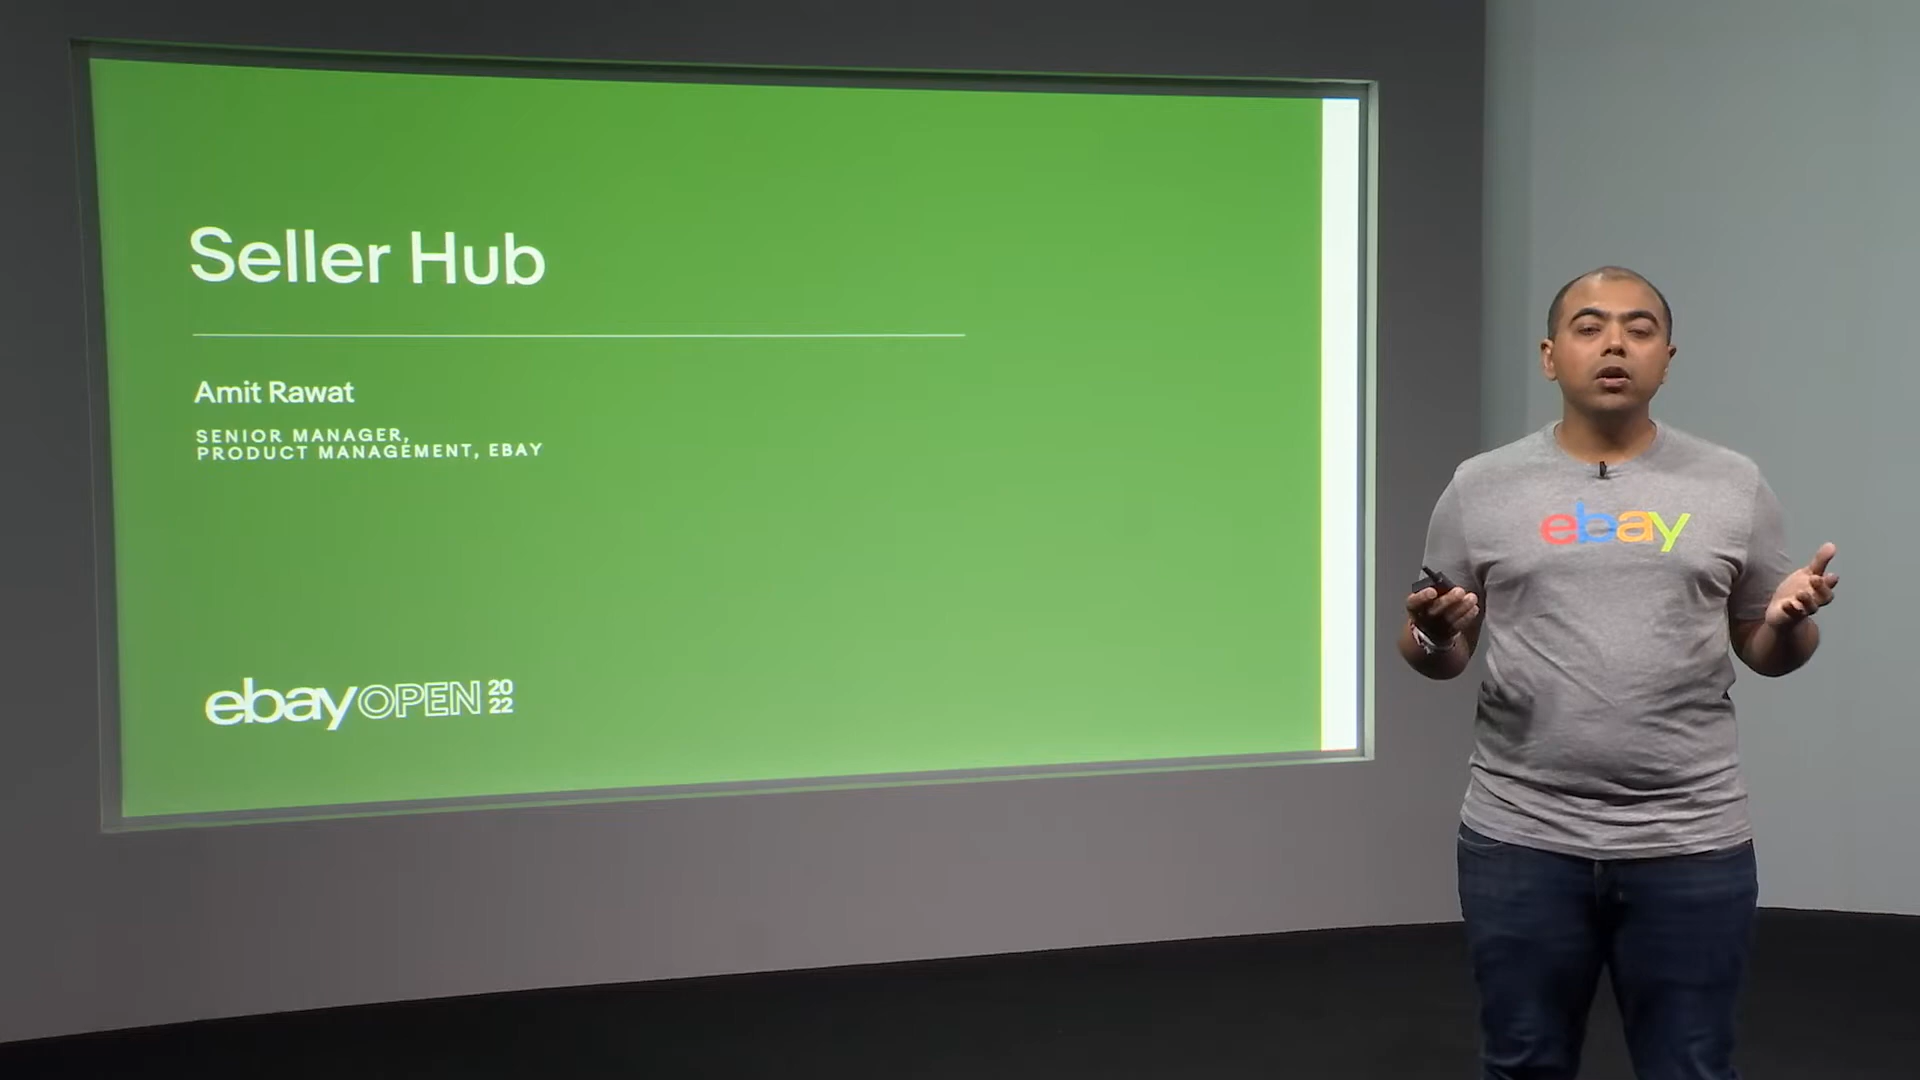 Seller Hub
Amit Rawat
SENIOR MANAGER,
PRODUCT MANAGEMENT, EBAY
ebay OPEN 20
22
ebay